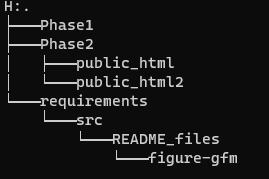 H:.
├───Phase1
├───Phase2
│   ├───public_html
│   └───public_html2
└───requirements
    └───src
        └───README_files
            └───figure-gfm